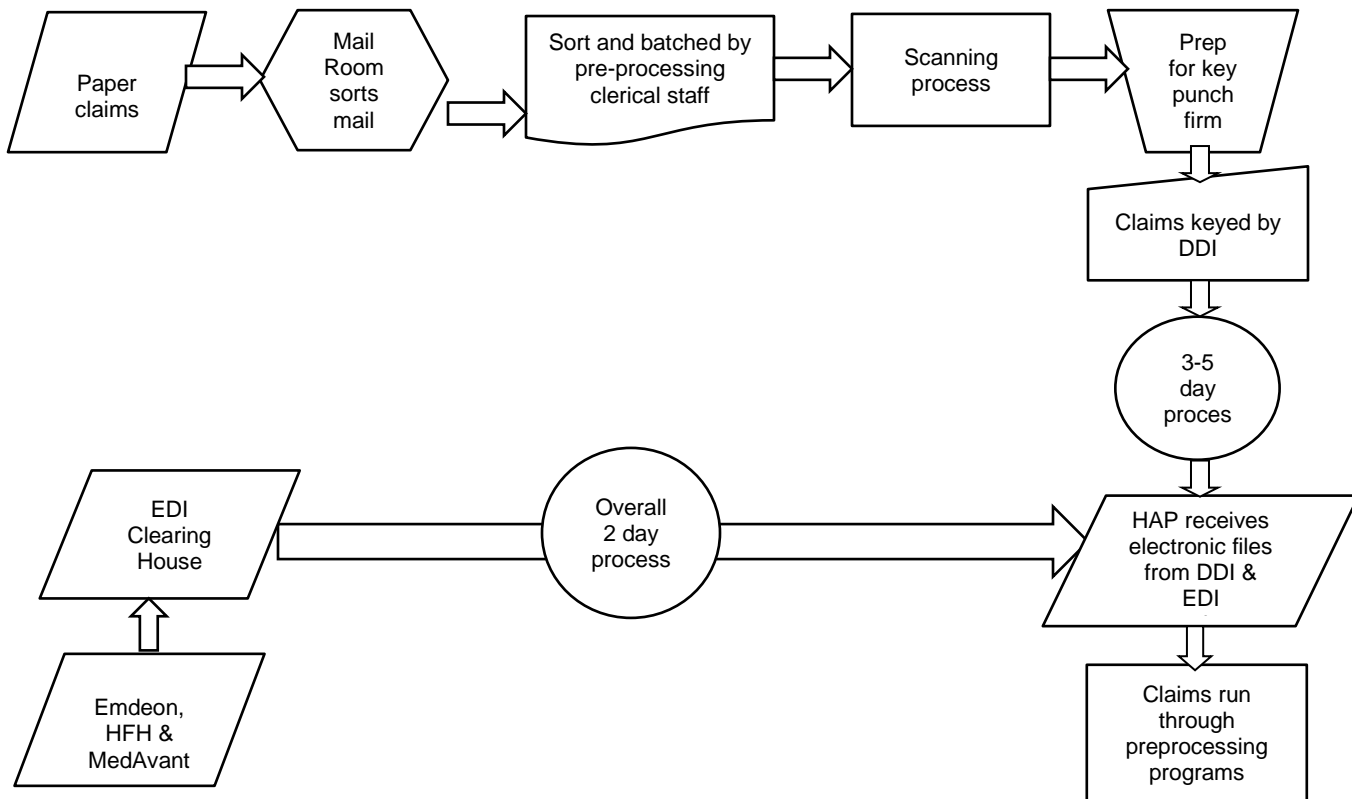 Paper
claims
Mail
Room
sorts
mail
Sort and batched by
pre-processing
clerical staff
Scanning
process
Prep
for key
punch
firm
Claims keyed by
DDI
3-5
day
proces
EDI
Clearing
House
Overall
2 day
process
HAP receives
electronic files
from DDI &
EDI
Emdeon,
HFH &
MedAvant
Claims run
through
preprocessing
programs